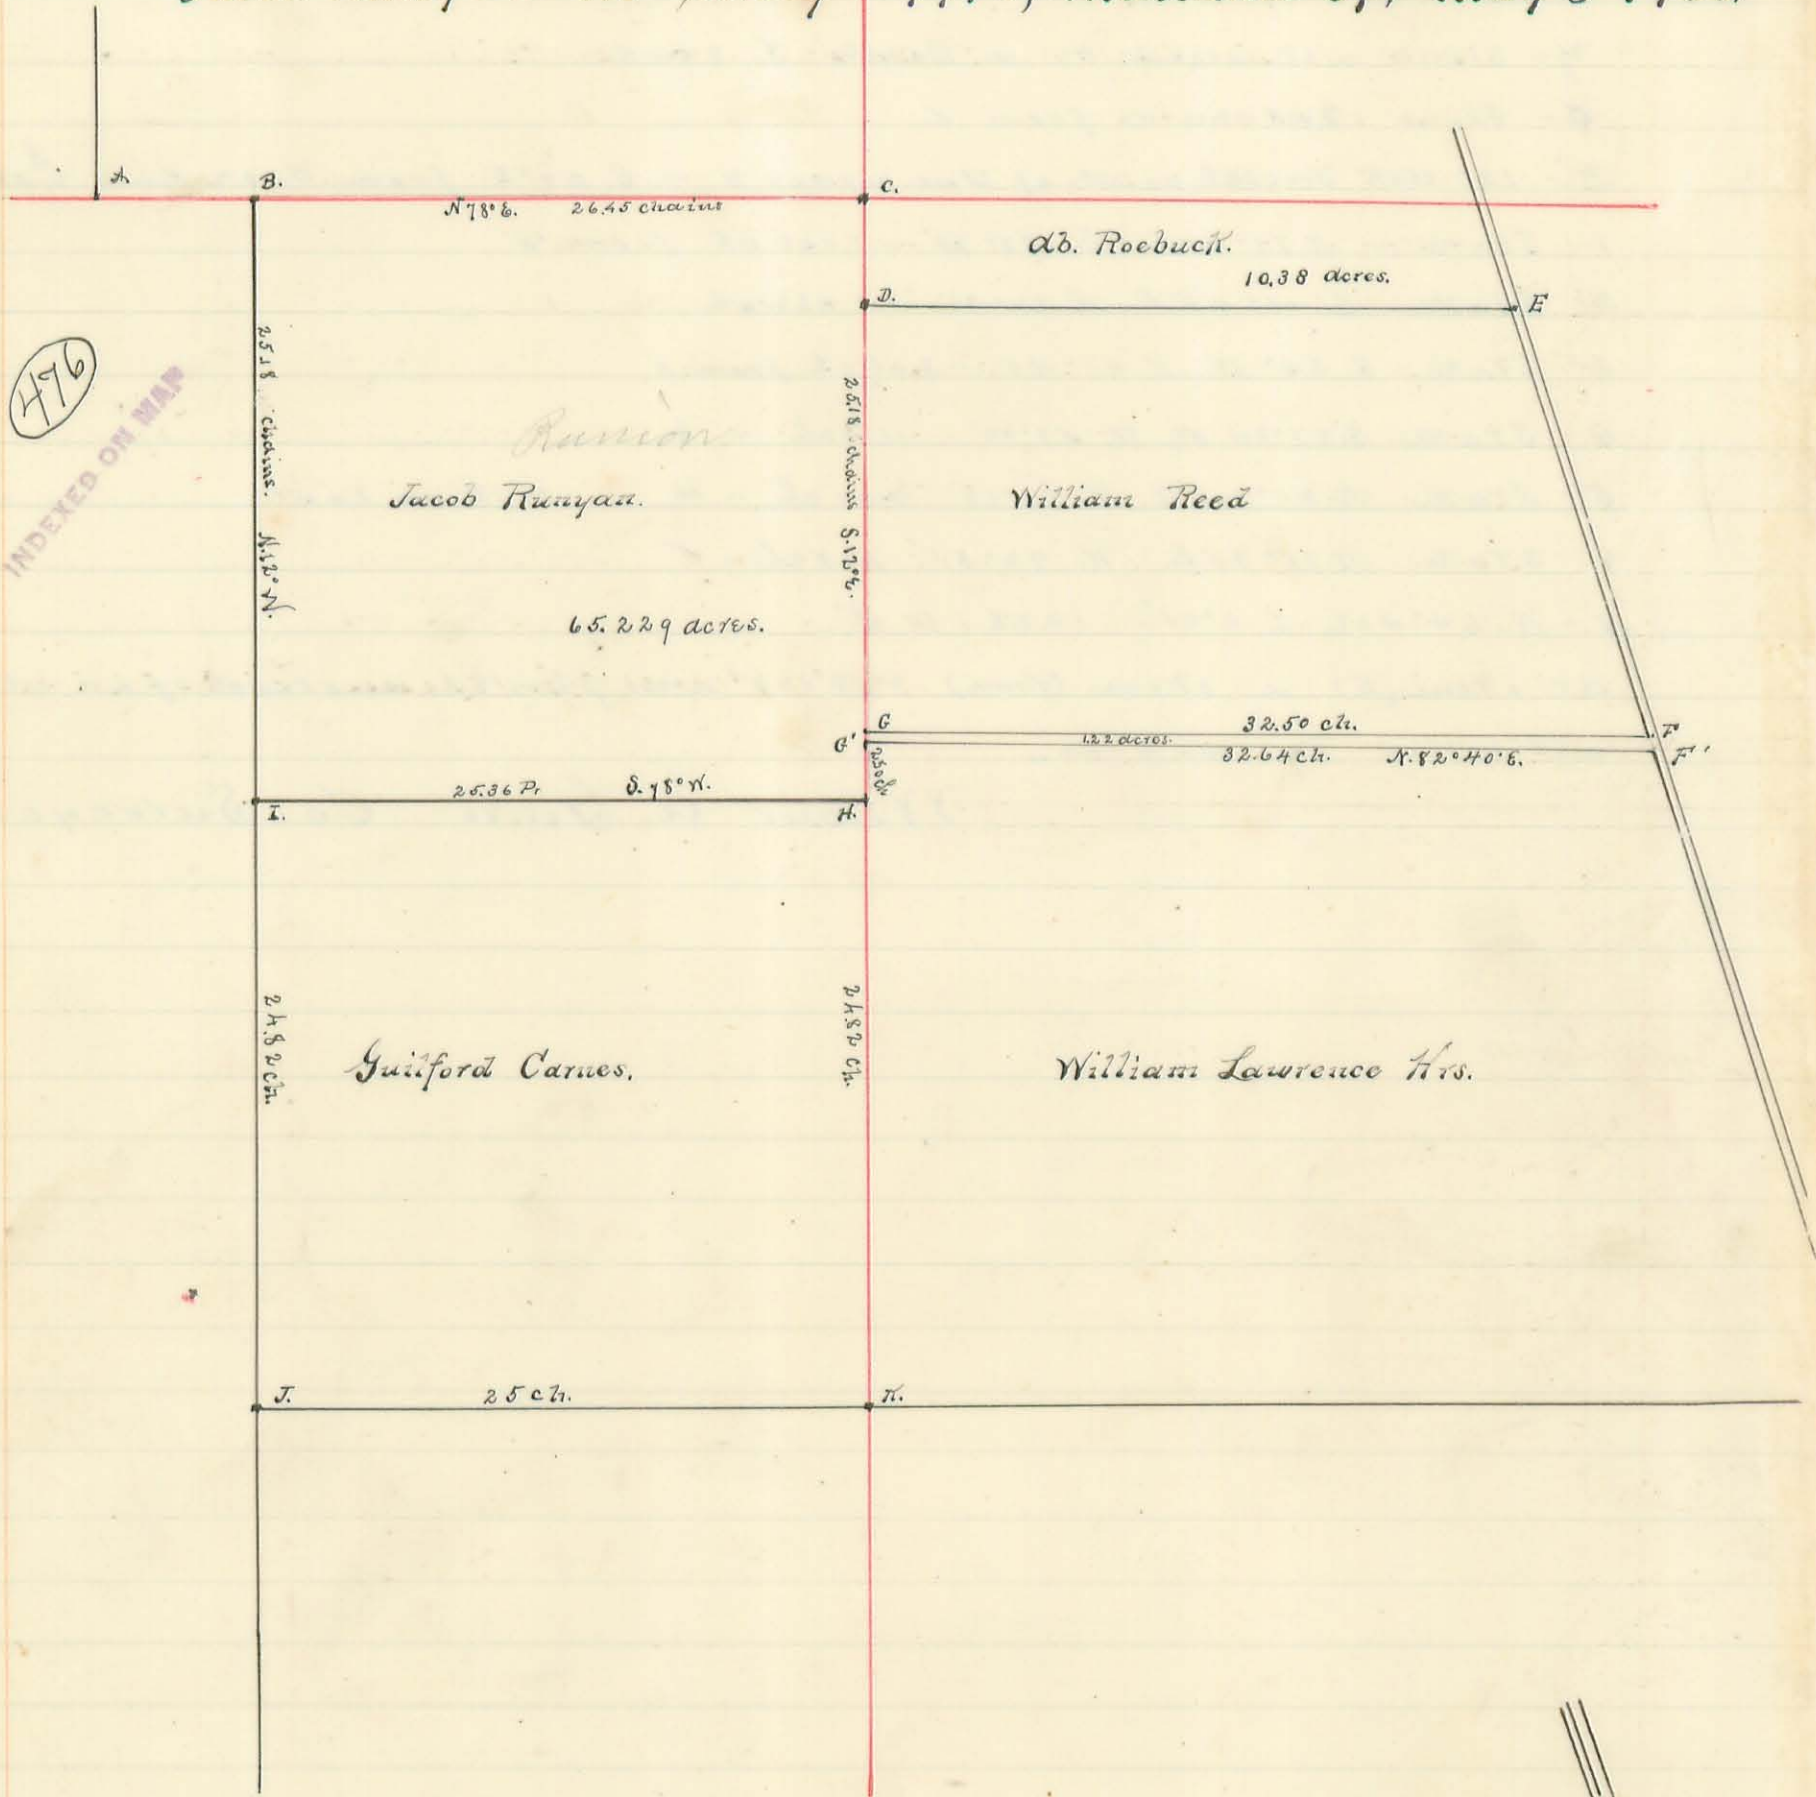 A
B.
C.
N 78° E. 26.45 chains
Ab. Roebuck.
10.38 acres.
D.
E
476
INDEXED ON MAP
25.18 chains. N. 12° W.
25.18 chains S. 12° E.
Runion
Jacob Runyan.
William Reed
65.229 acres.
G
32.50 ch.
F
G'
1.22 acres.
32.64 ch. N. 82° 40' E.
F'
2.50 ch
25.36 Pr S. 78° W.
I.
H.
24.82 ch.
24.82 ch.
Guilford Carnes.
William Lawrence Hrs.
J.
25 ch.
K.